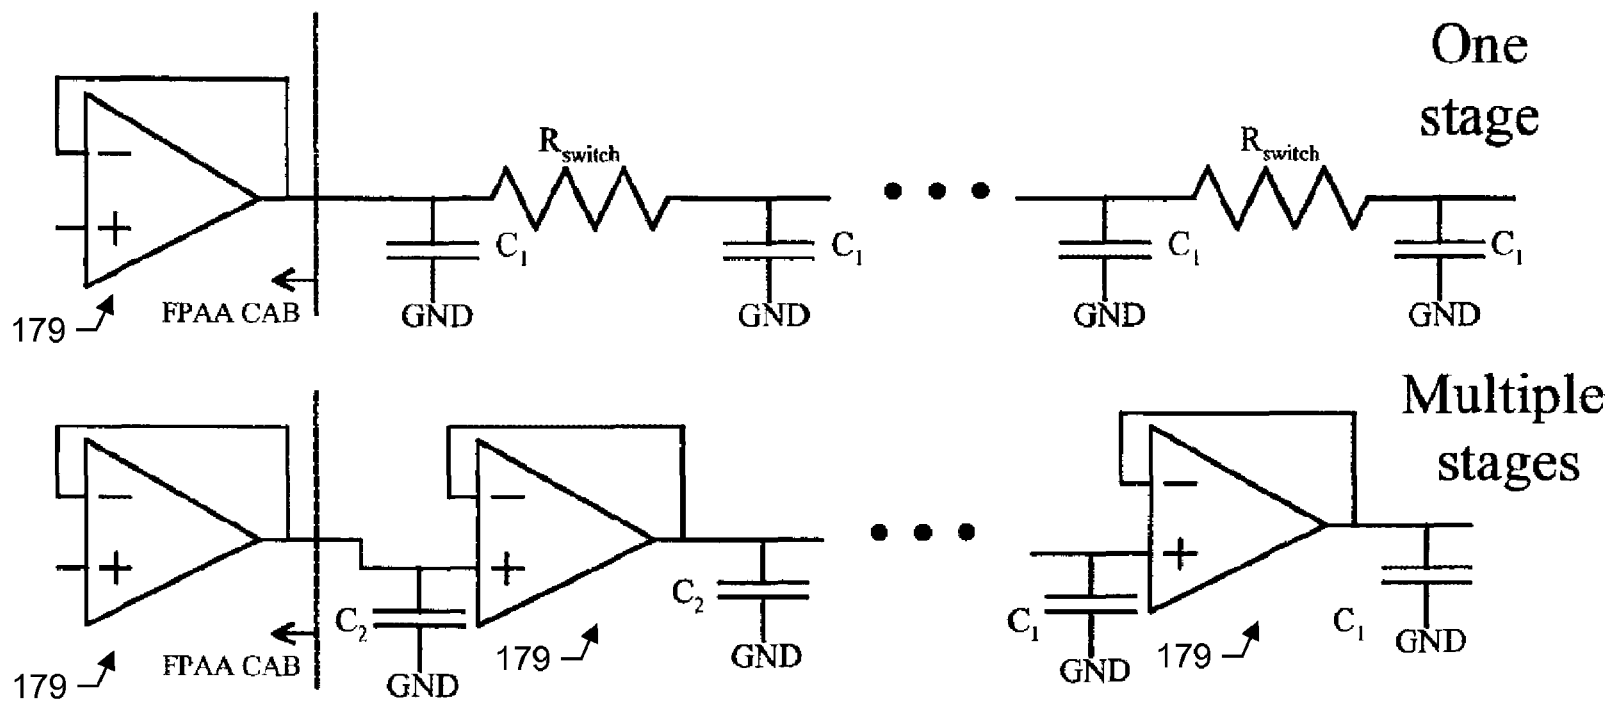 One
stage
R_switch
R_switch
−
+
C_1
C_1
C_1
C_1
FPAA CAB
GND
GND
GND
GND
179
Multiple
stages
−
−
−
+
+
+
C_2
C_2
C_1
C_1
FPAA CAB
GND
GND
GND
GND
179
179
179